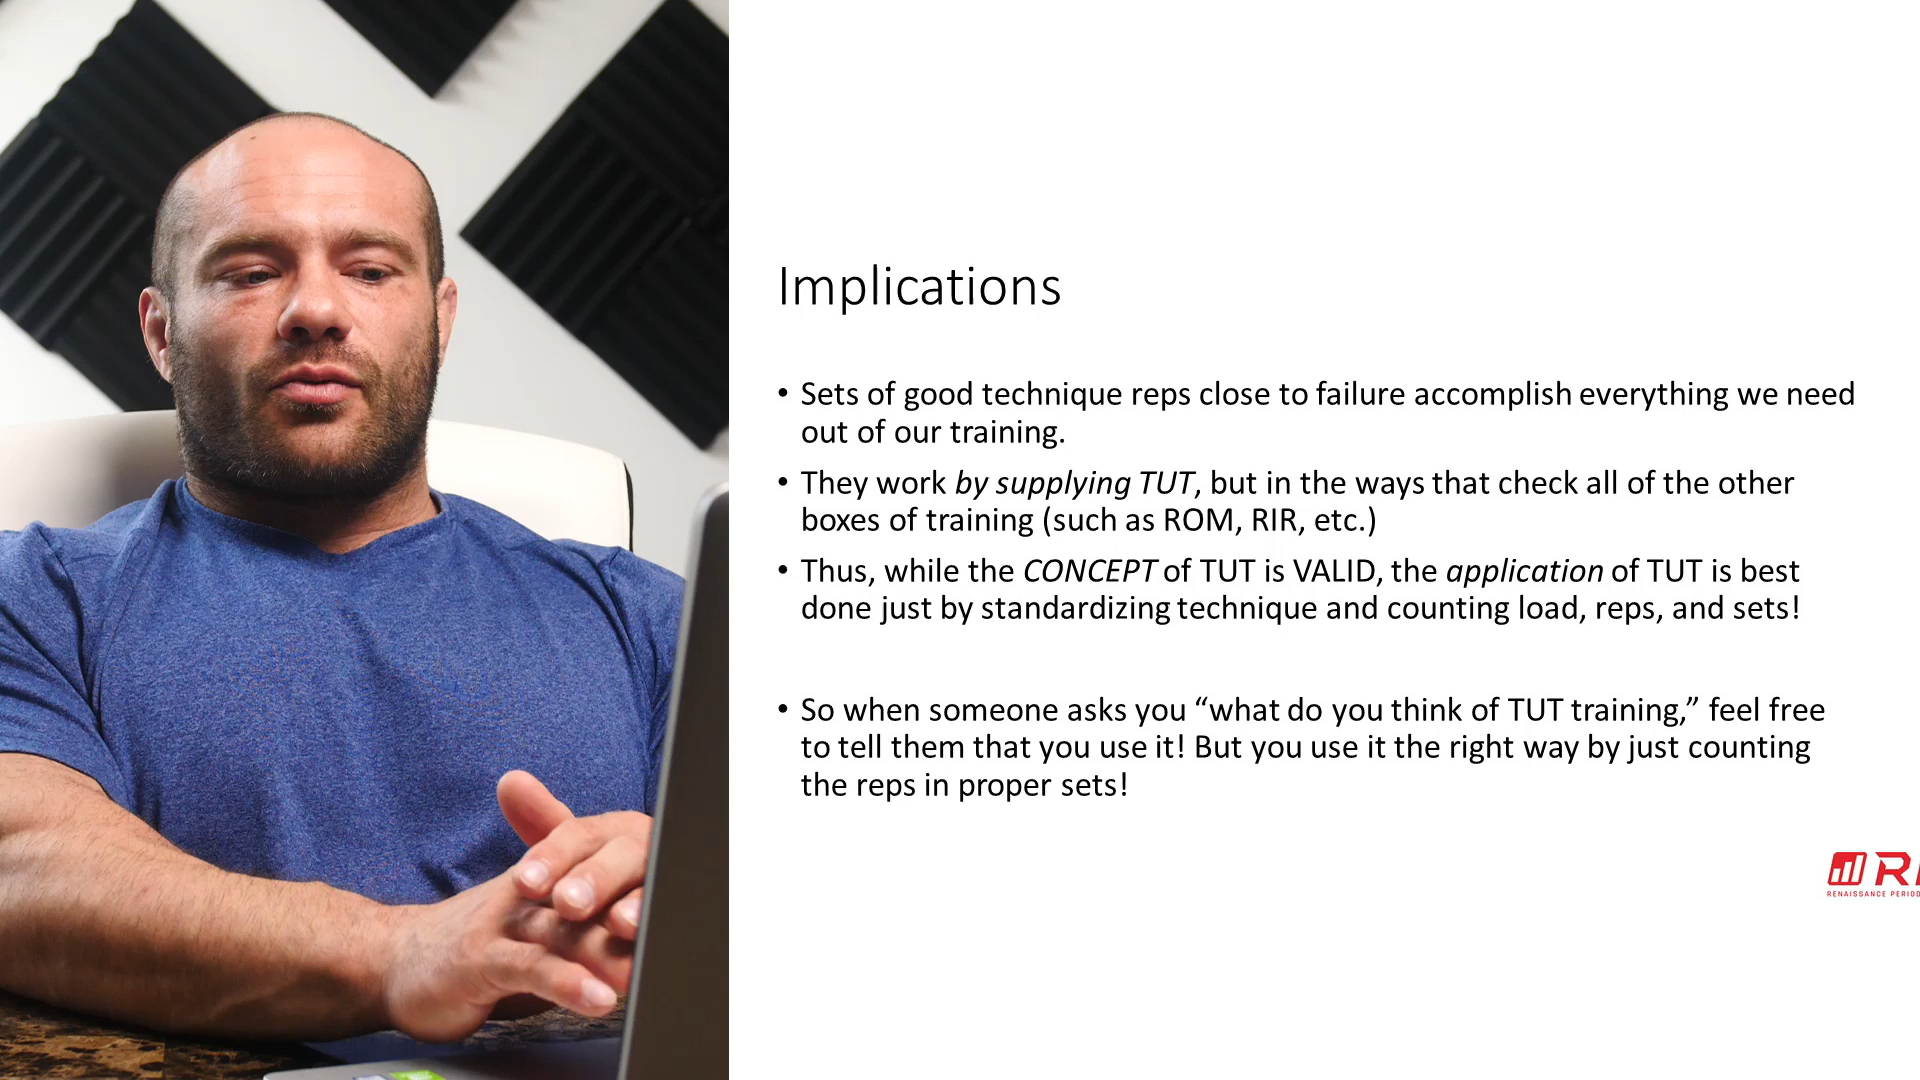 Implications
• Sets of good technique reps close to failure accomplish everything we need
out of our training.
• They work by supplying TUT, but in the ways that check all of the other
boxes of training (such as ROM, RIR, etc.)
• Thus, while the CONCEPT of TUT is VALID, the application of TUT is best
done just by standardizing technique and counting load, reps, and sets!
• So when someone asks you “what do you think of TUT training,” feel free
to tell them that you use it! But you use it the right way by just counting
the reps in proper sets!
R
RENAISSANCE PERIOD